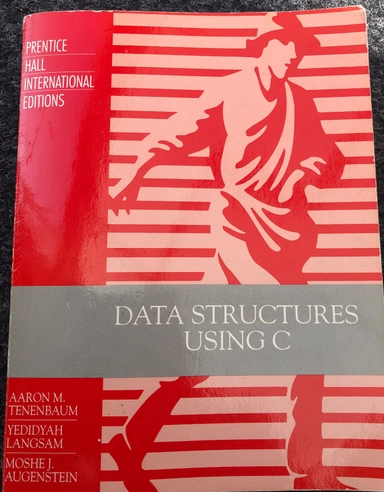 PRENTICE
HALL
INTERNATIONAL
EDITIONS
DATA STRUCTURES
USING C
AARON M.
TENENBAUM
YEDIDYAH
LANGSAM
MOSHE J.
AUGENSTEIN